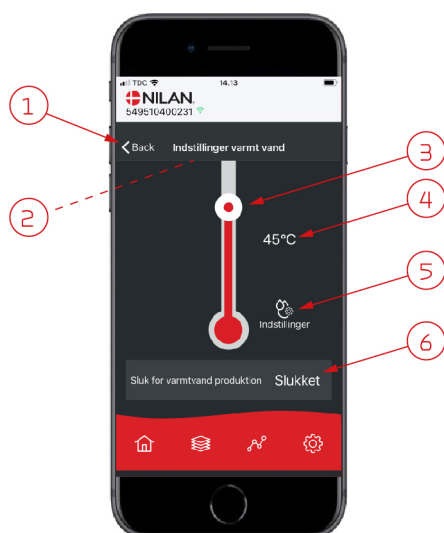 TDC 14.13
NILAN
549510400231
Back Indstillinger varmt vand
45°C
Indstillinger
Sluk for varmtvand produktion Slukket
1
2
3
4
5
6